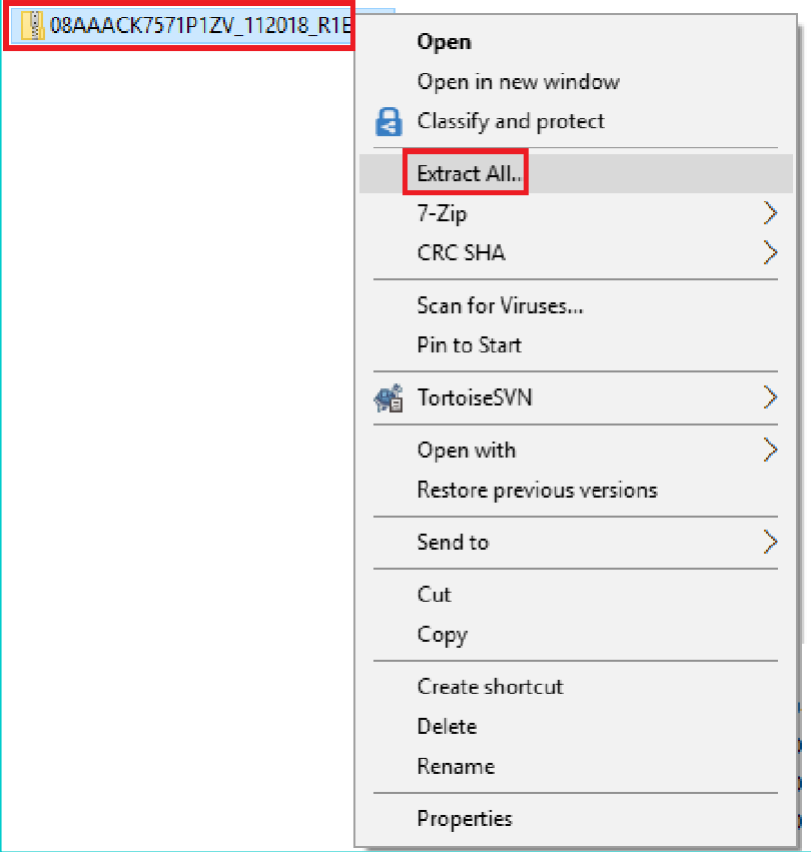 08AAACK7571P1ZV_112018_R1E
Open
Open in new window
Classify and protect
Extract All..
7-Zip
CRC SHA
Scan for Viruses...
Pin to Start
TortoiseSVN
Open with
Restore previous versions
Send to
Cut
Copy
Create shortcut
Delete
Rename
Properties